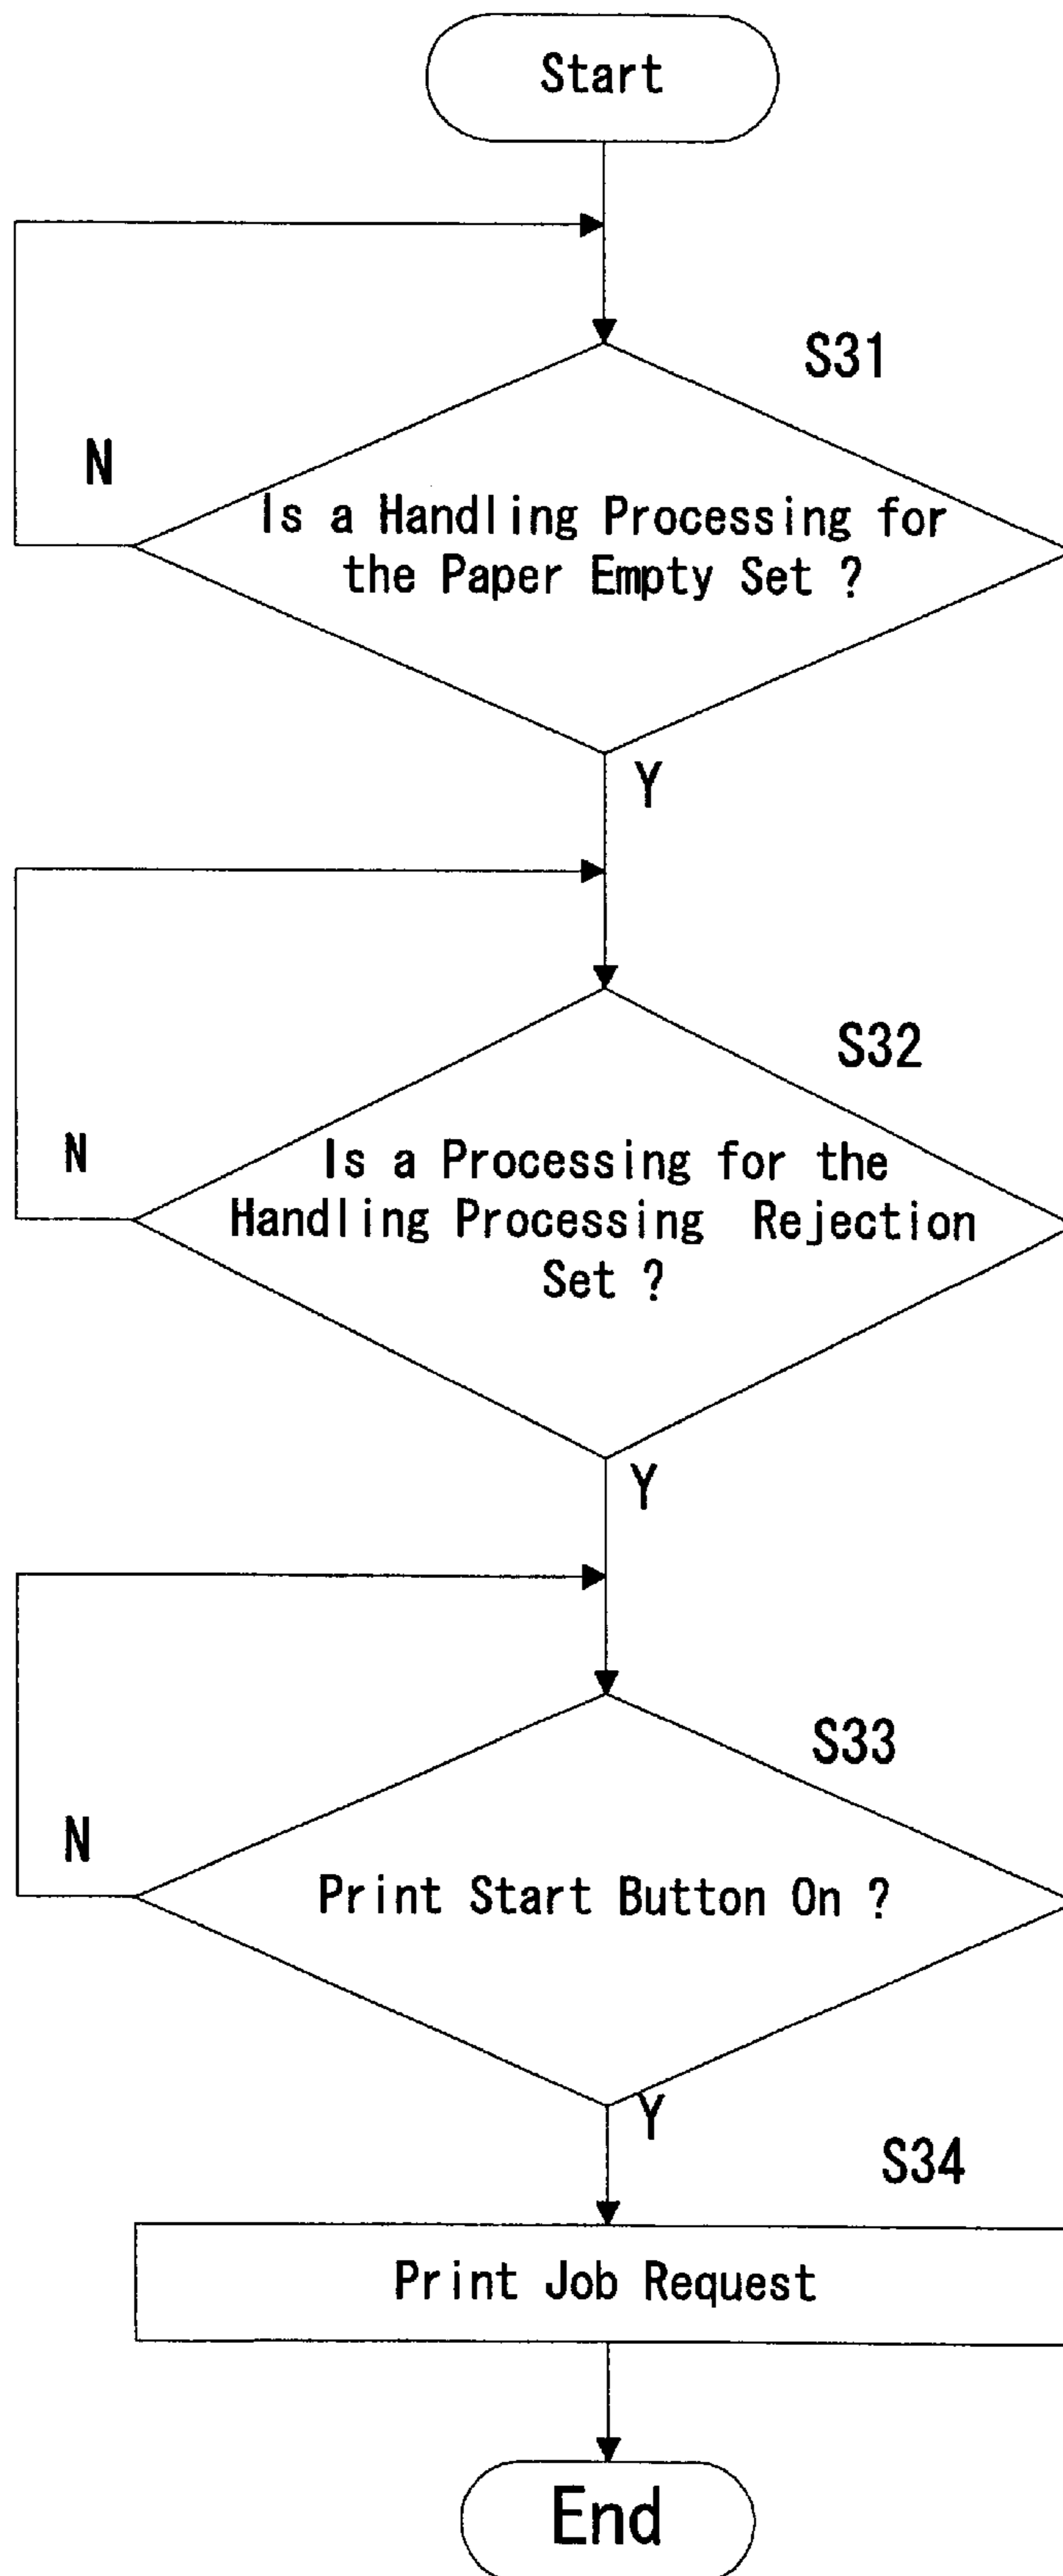 Start
S31
N
Is a Handling Processing for
the Paper Empty Set ?
Y
S32
N
Is a Processing for the
Handling Processing Rejection
Set ?
Y
S33
N
Print Start Button On ?
Y
S34
Print Job Request
End